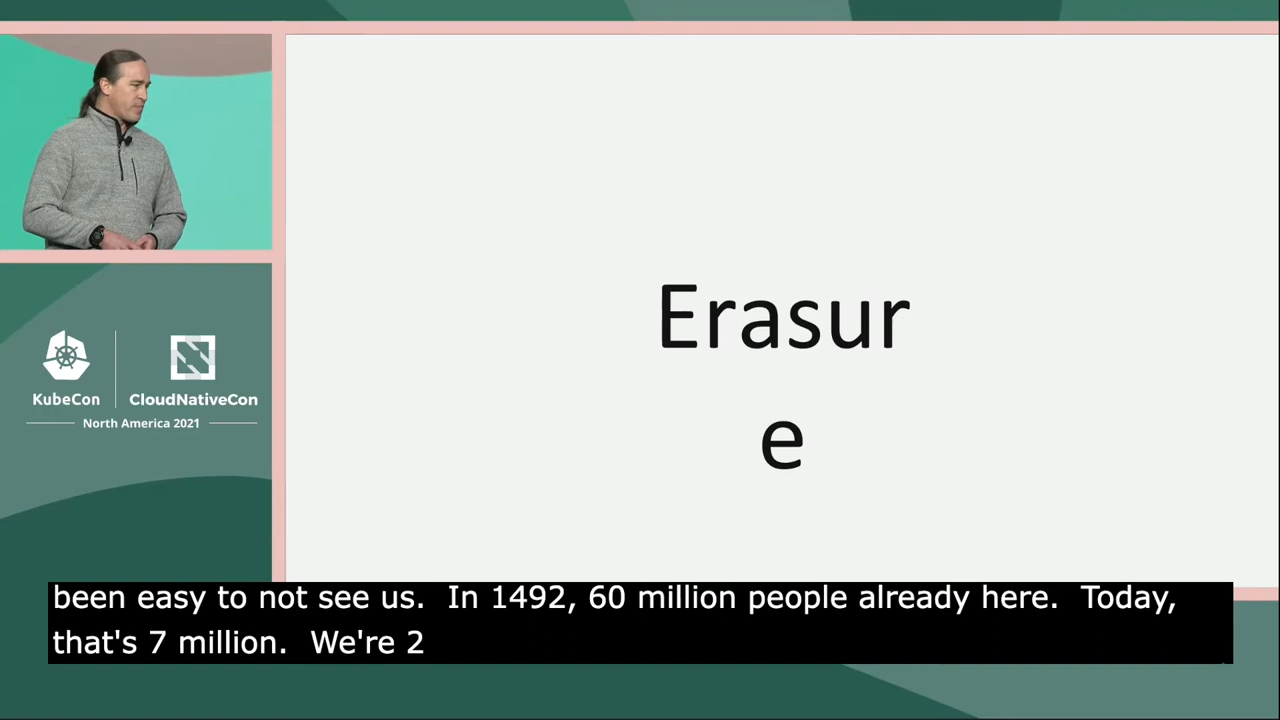 Erasur
e
KubeCon
CloudNativeCon
North America 2021
been easy to not see us.  In 1492, 60 million people already here.  Today,
that's 7 million.  We're 2